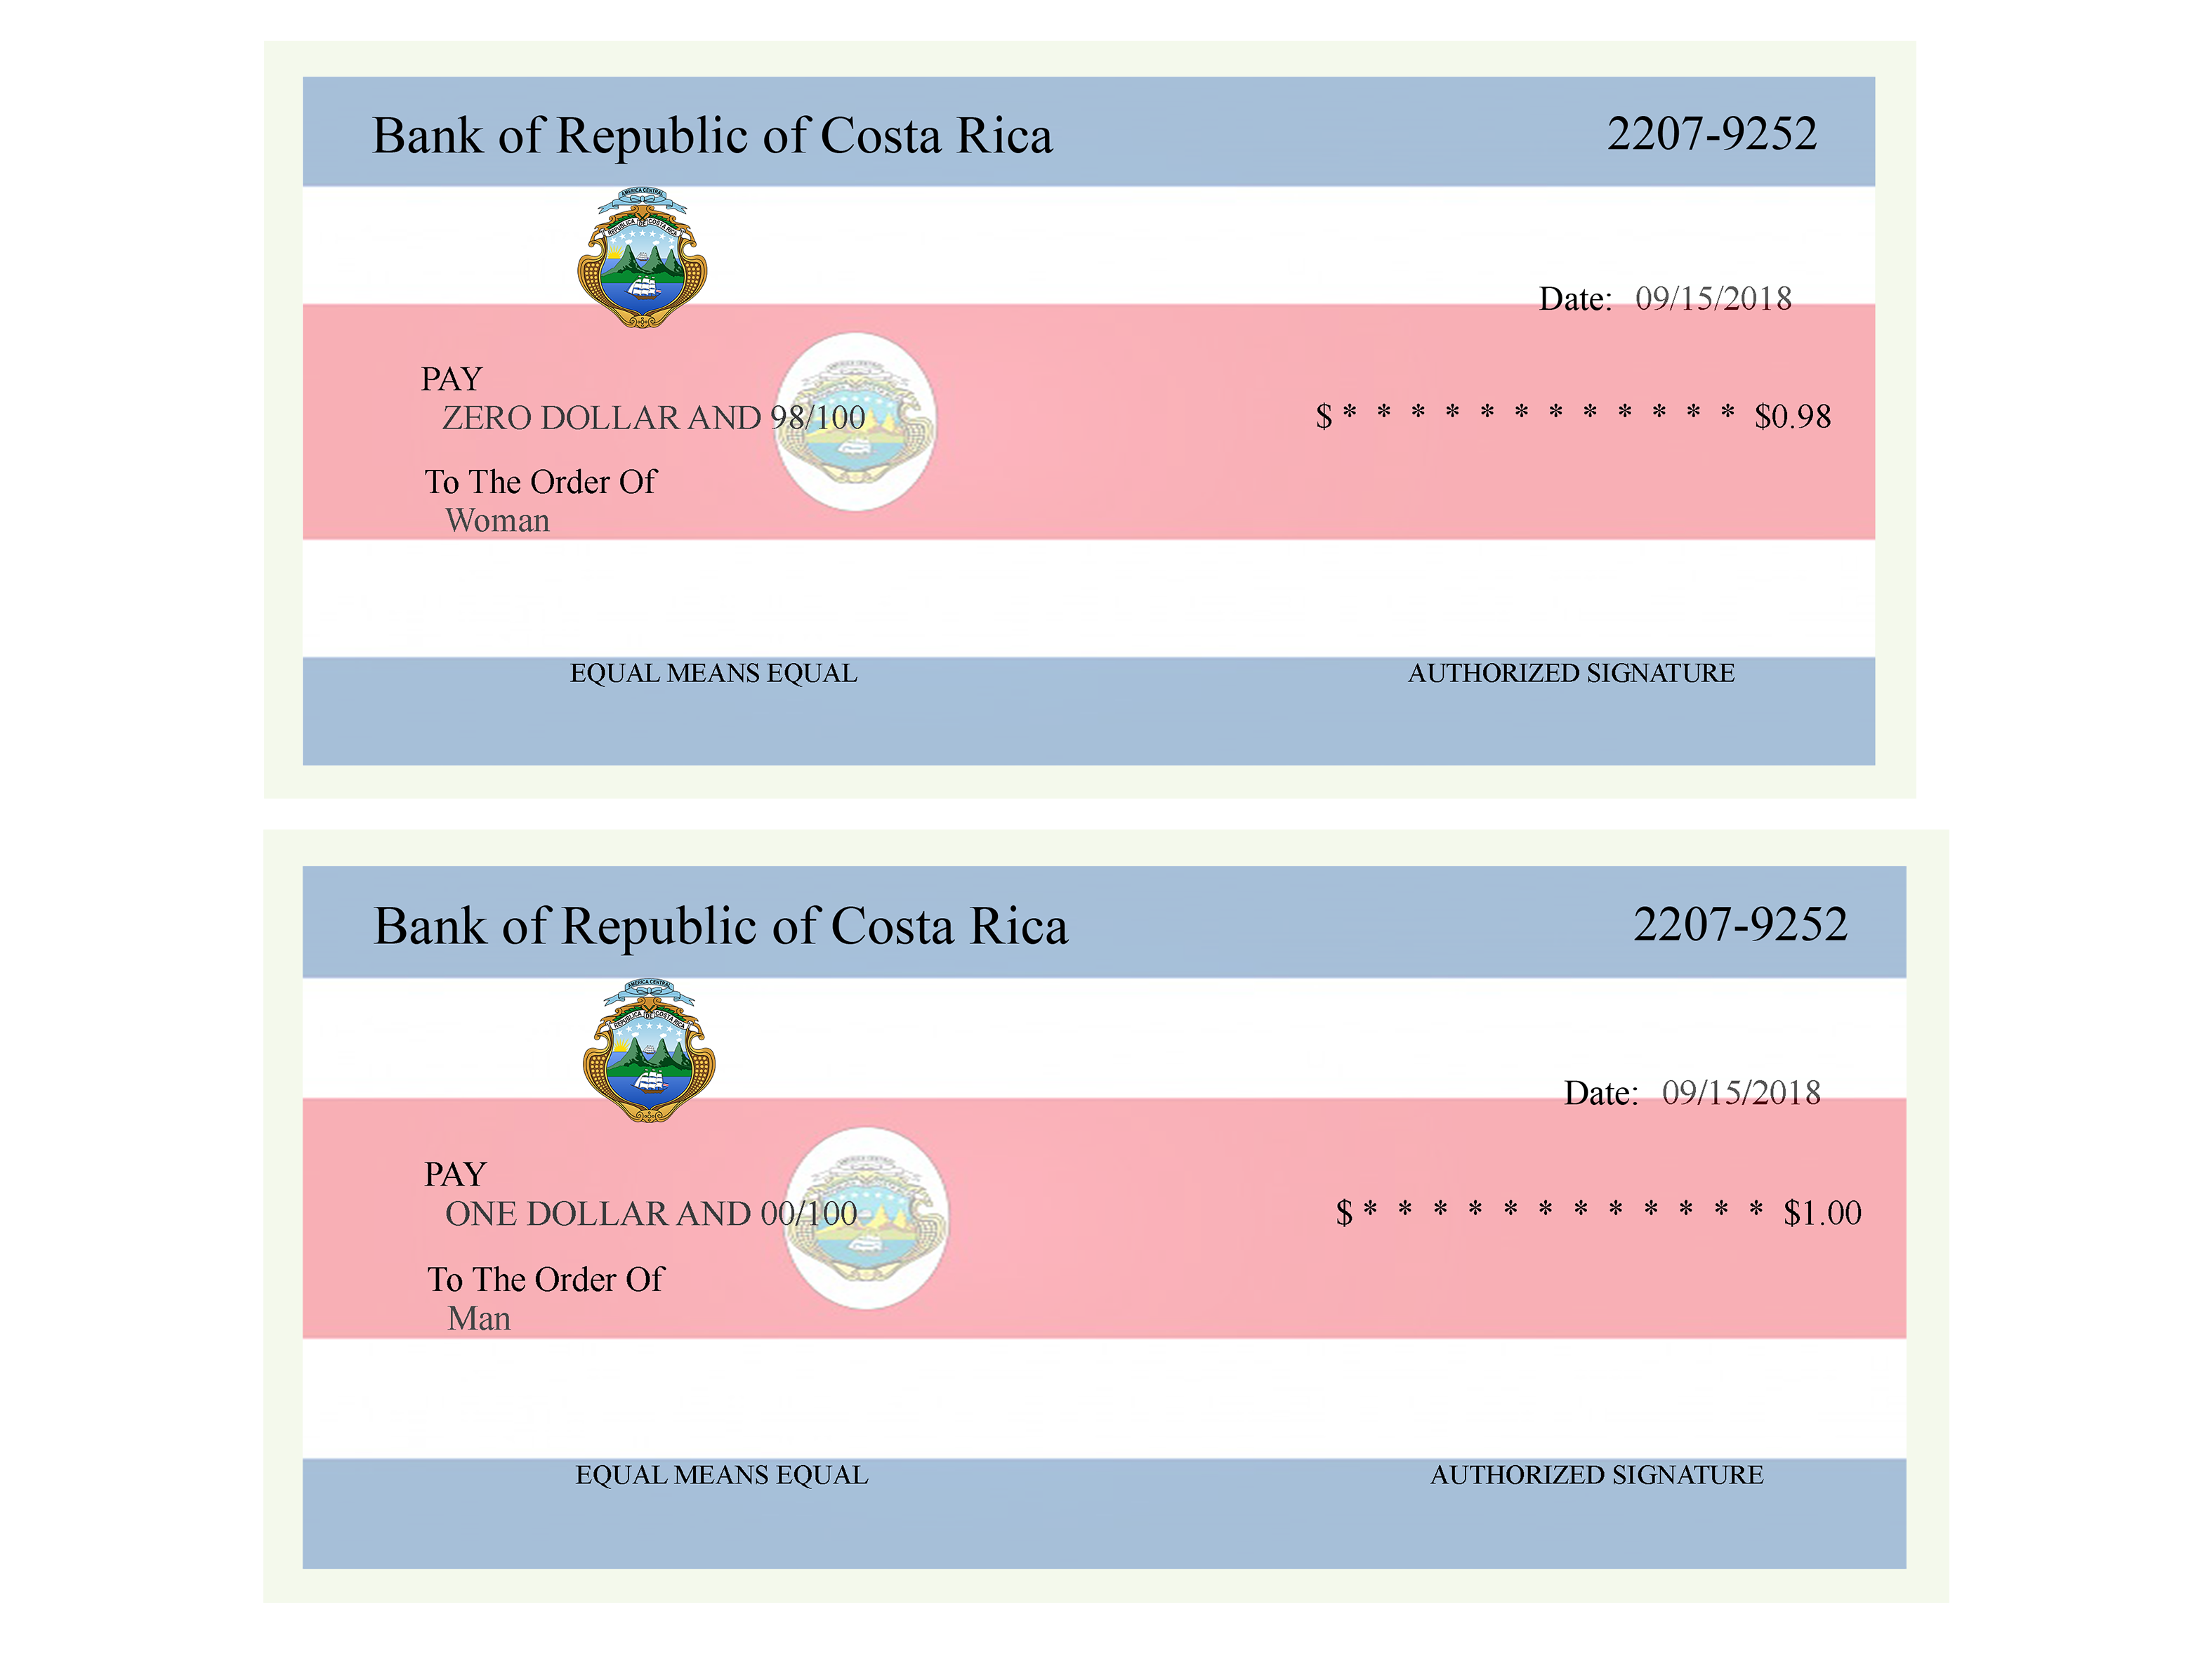 Bank of Republic of Costa Rica 2207-9252
AMERICA CENTRAL
REPUBLICA DE COSTA RICA
Date: 09/15/2018
PAY
ZERO DOLLAR AND 98/100 $ * * * * * * * * * * * * $0.98
To The Order Of
Woman
EQUAL MEANS EQUAL AUTHORIZED SIGNATURE
Bank of Republic of Costa Rica 2207-9252
AMERICA CENTRAL
REPUBLICA DE COSTA RICA
Date: 09/15/2018
PAY
ONE DOLLAR AND 00/100 $ * * * * * * * * * * * * $1.00
To The Order Of
Man
EQUAL MEANS EQUAL AUTHORIZED SIGNATURE